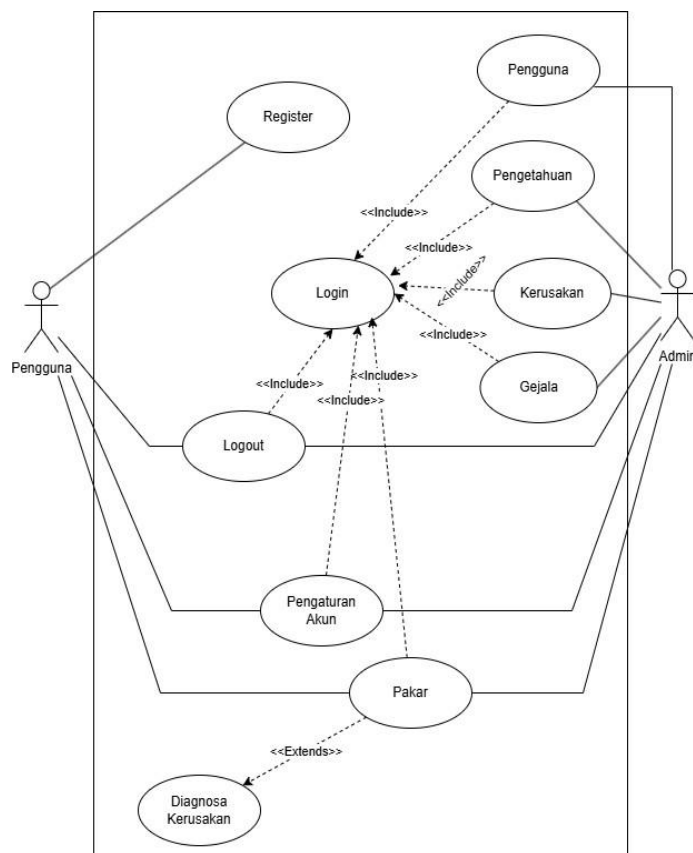 Pengguna
Register
Pengetahuan
<<Include>>
<<Include>>
<<Include>>
Login
Kerusakan
<<Include>>
Pengguna
Admin
<<Include>>
<<Include>>
<<Include>>
Gejala
Logout
Pengaturan
Akun
Pakar
<<Extends>>
Diagnosa
Kerusakan